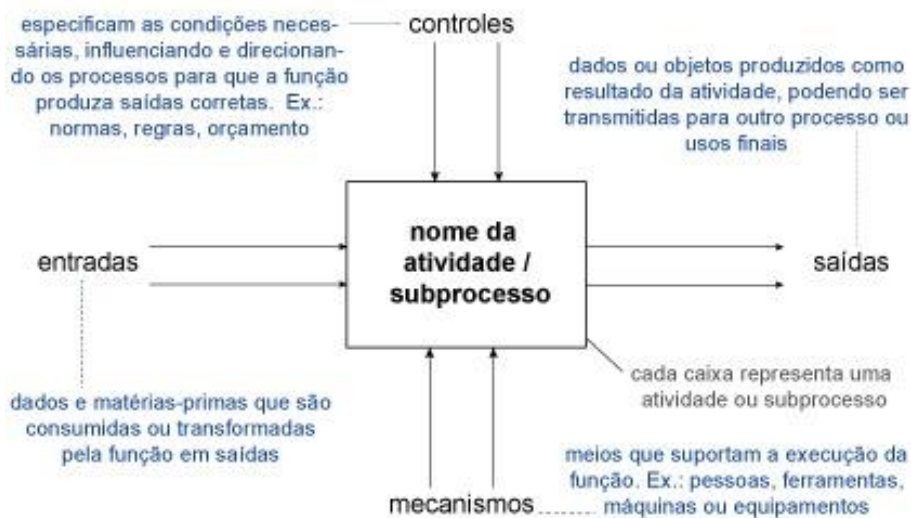 especificam as condições neces-
sárias, influenciando e direcionan-
do os processos para que a função
produza saídas corretas. Ex.:
normas, regras, orçamento
controles
dados ou objetos produzidos como
resultado da atividade, podendo ser
transmitidas para outro processo ou
usos finais
entradas
nome da
atividade /
subprocesso
saídas
cada caixa representa uma
atividade ou subprocesso
dados e matérias-primas que são
consumidas ou transformadas
pela função em saídas
mecanismos
meios que suportam a execução da
função. Ex.: pessoas, ferramentas,
máquinas ou equipamentos